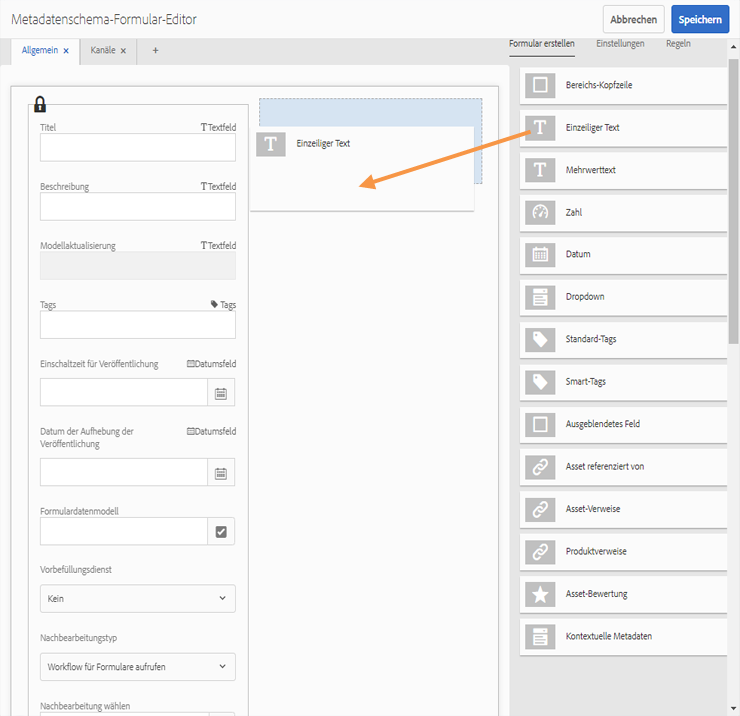 Metadatenschema-Formular-Editor
Abbrechen
Speichern
Allgemein ×
Kanäle ×
+
Formular erstellen
Einstellungen
Regeln
Titel
TTextfeld
Beschreibung
TTextfeld
Modellaktualisierung
TTextfeld
Tags
Tags
Einschaltzeit für Veröffentlichung
Datumsfeld
Datum der Aufhebung der
Veröffentlichung
Datumsfeld
Formulardatenmodell
Vorbefüllungsdienst
Kein
Nachbearbeitungstyp
Workflow für Formulare aufrufen
Nachbearbeitung wählen
T Einzeiliger Text
Bereichs-Kopfzeile
T Einzeiliger Text
T Mehrwerttext
Zahl
Datum
Dropdown
Standard-Tags
Smart-Tags
Ausgeblendetes Feld
Asset referenziert von
Asset-Verweise
Produktverweise
Asset-Bewertung
Kontextuelle Metadaten